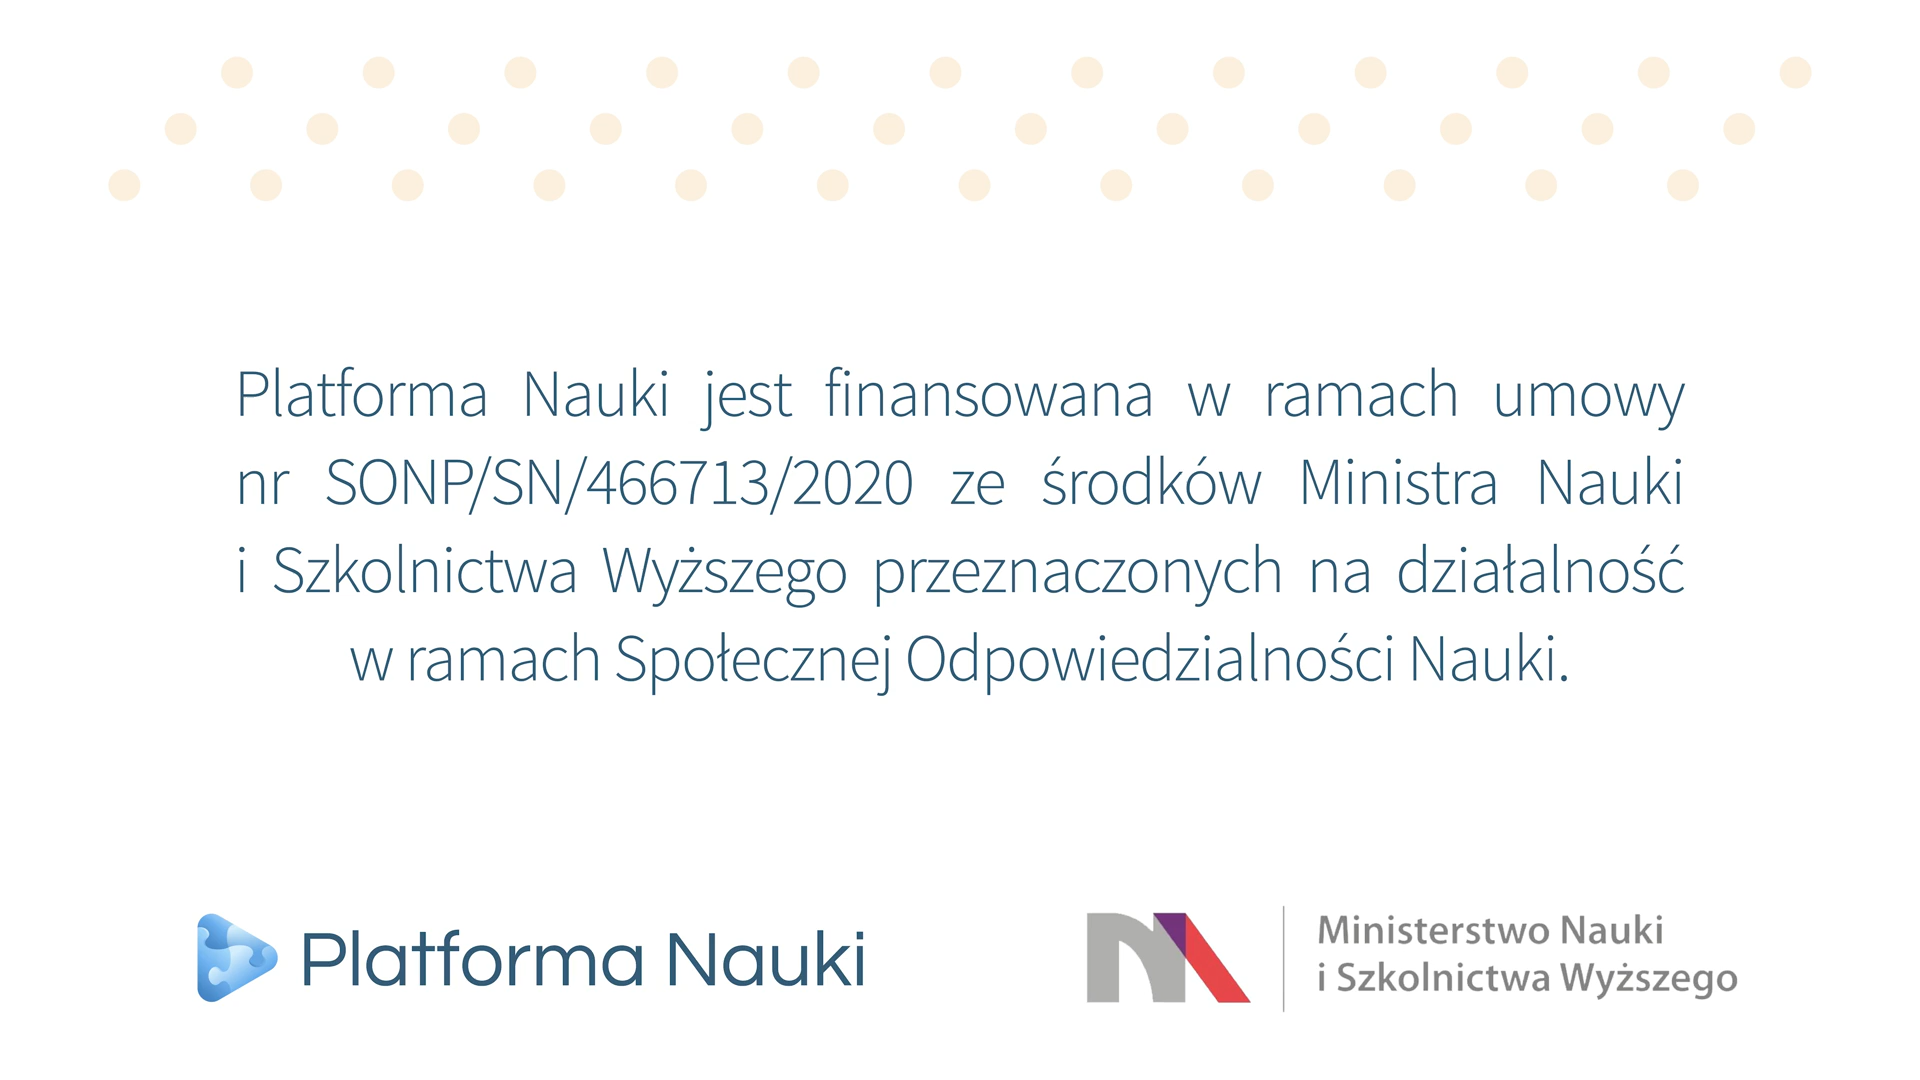 Platforma Nauki jest finansowana w ramach umowy
nr SONP/SN/466713/2020 ze środków Ministra Nauki
i Szkolnictwa Wyższego przeznaczonych na działalność
w ramach Społecznej Odpowiedzialności Nauki.
Platforma Nauki
Ministerstwo Nauki
i Szkolnictwa Wyższego